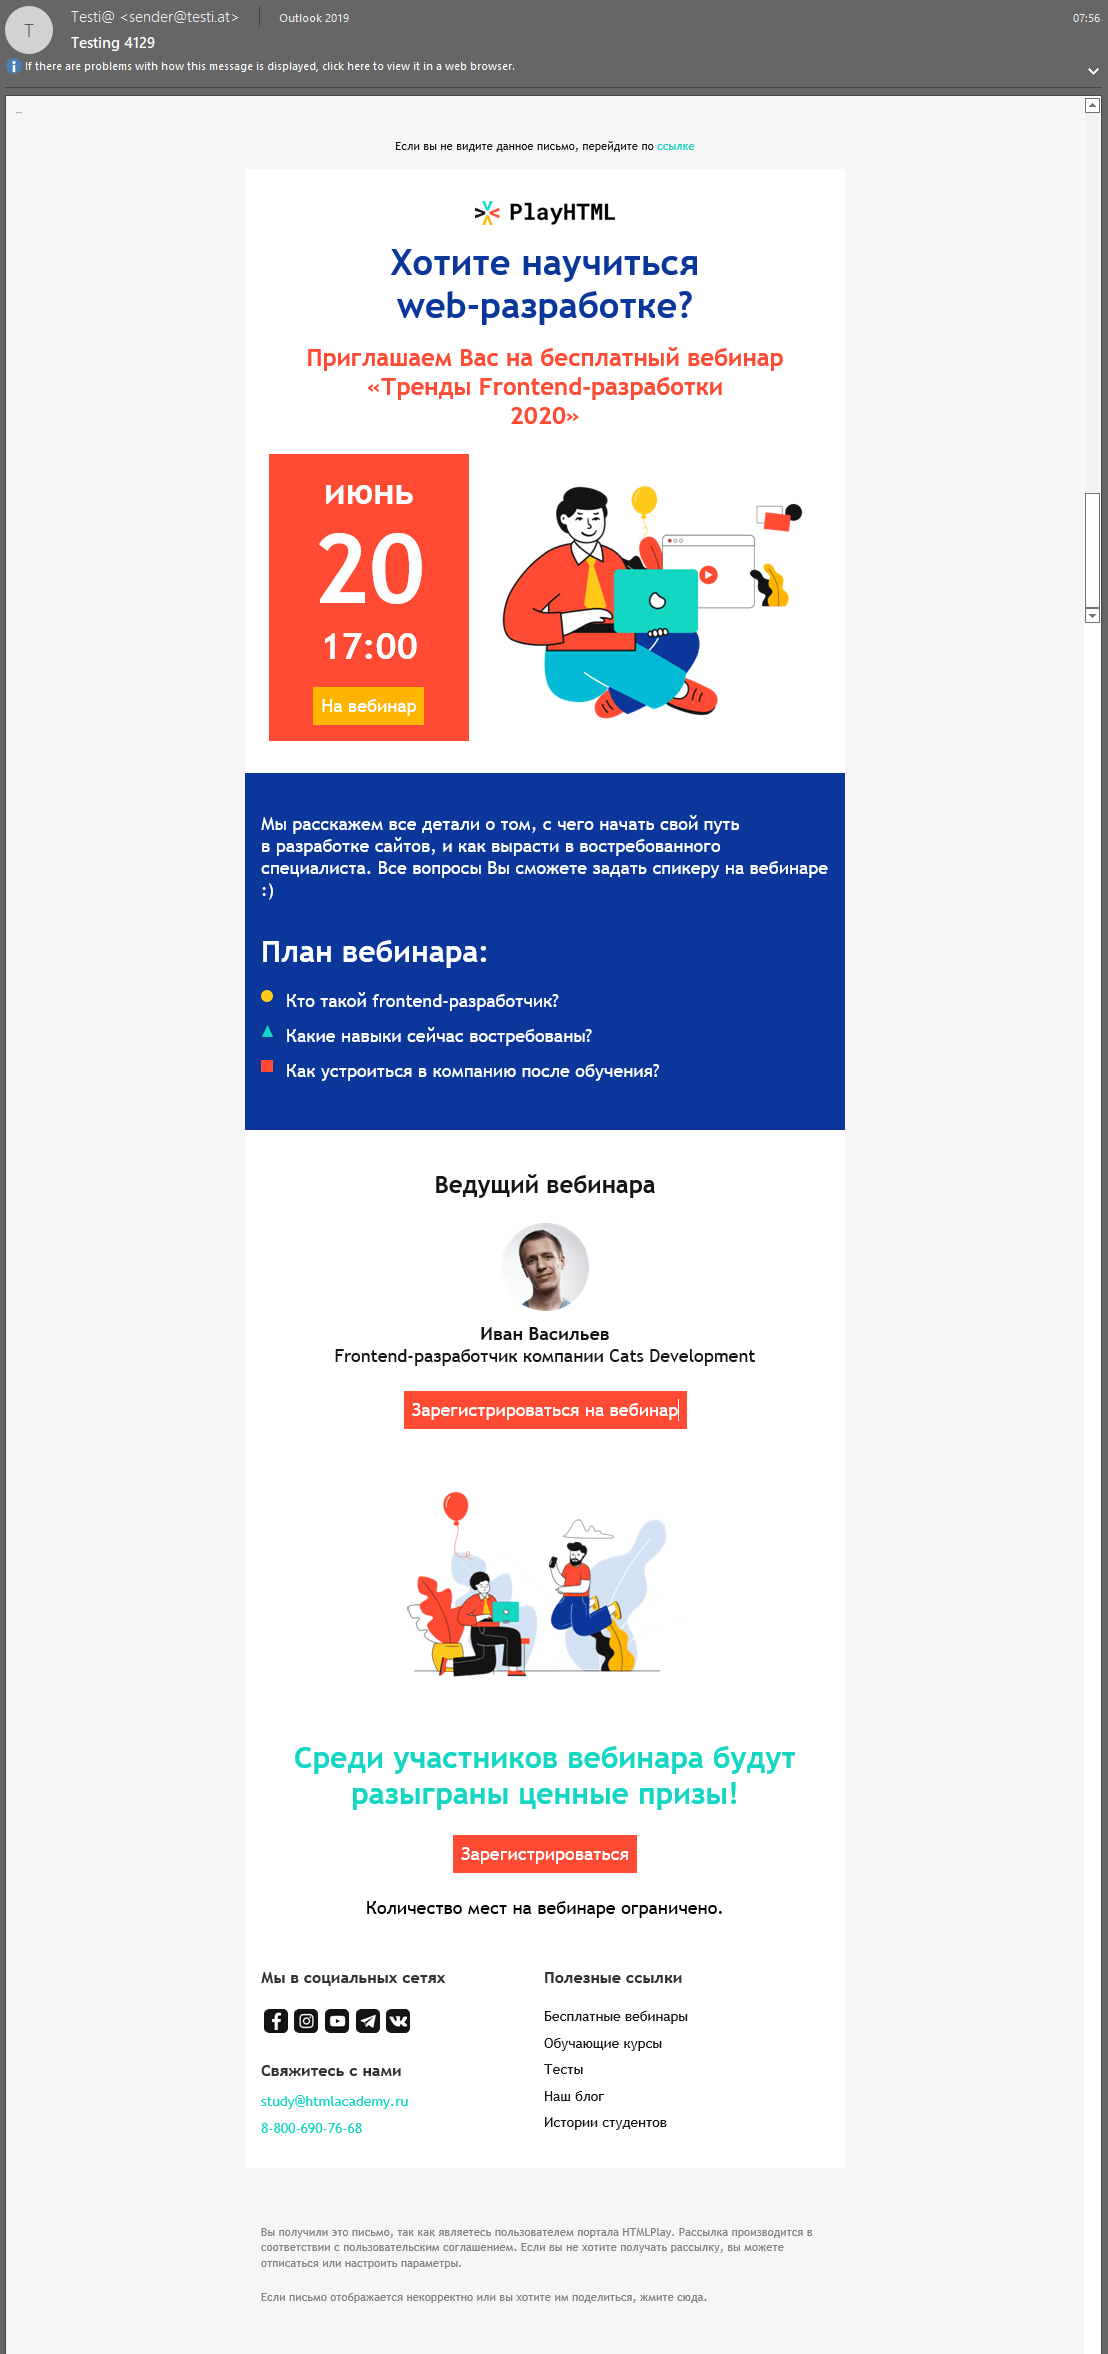 T
Testi@ <sender@testi.at>
Outlook 2019
07:56
Testing 4129
If there are problems with how this message is displayed, click here to view it in a web browser.
Если вы не видите данное письмо, перейдите по ссылке
PlayHTML
Хотите научиться
web-разработке?
Приглашаем Вас на бесплатный вебинар
«Тренды Frontend-разработки
2020»
июнь
20
17:00
На вебинар
Мы расскажем все детали о том, с чего начать свой путь
в разработке сайтов, и как вырасти в востребованного
специалиста. Все вопросы Вы сможете задать спикеру на вебинаре
:)
План вебинара:
Кто такой frontend-разработчик?
Какие навыки сейчас востребованы?
Как устроиться в компанию после обучения?
Ведущий вебинара
Иван Васильев
Frontend-разработчик компании Cats Development
Зарегистрироваться на вебинар
Среди участников вебинара будут
разыграны ценные призы!
Зарегистрироваться
Количество мест на вебинаре ограничено.
Мы в социальных сетях
Свяжитесь с нами
study@htmlacademy.ru
8-800-690-76-68
Полезные ссылки
Бесплатные вебинары
Обучающие курсы
Тесты
Наш блог
Истории студентов
Вы получили это письмо, так как являетесь пользователем портала HTMLPlay. Рассылка производится в
соответствии с пользовательским соглашением. Если вы не хотите получать рассылку, вы можете
отписаться или настроить параметры.
Если письмо отображается некорректно или вы хотите им поделиться, жмите сюда.